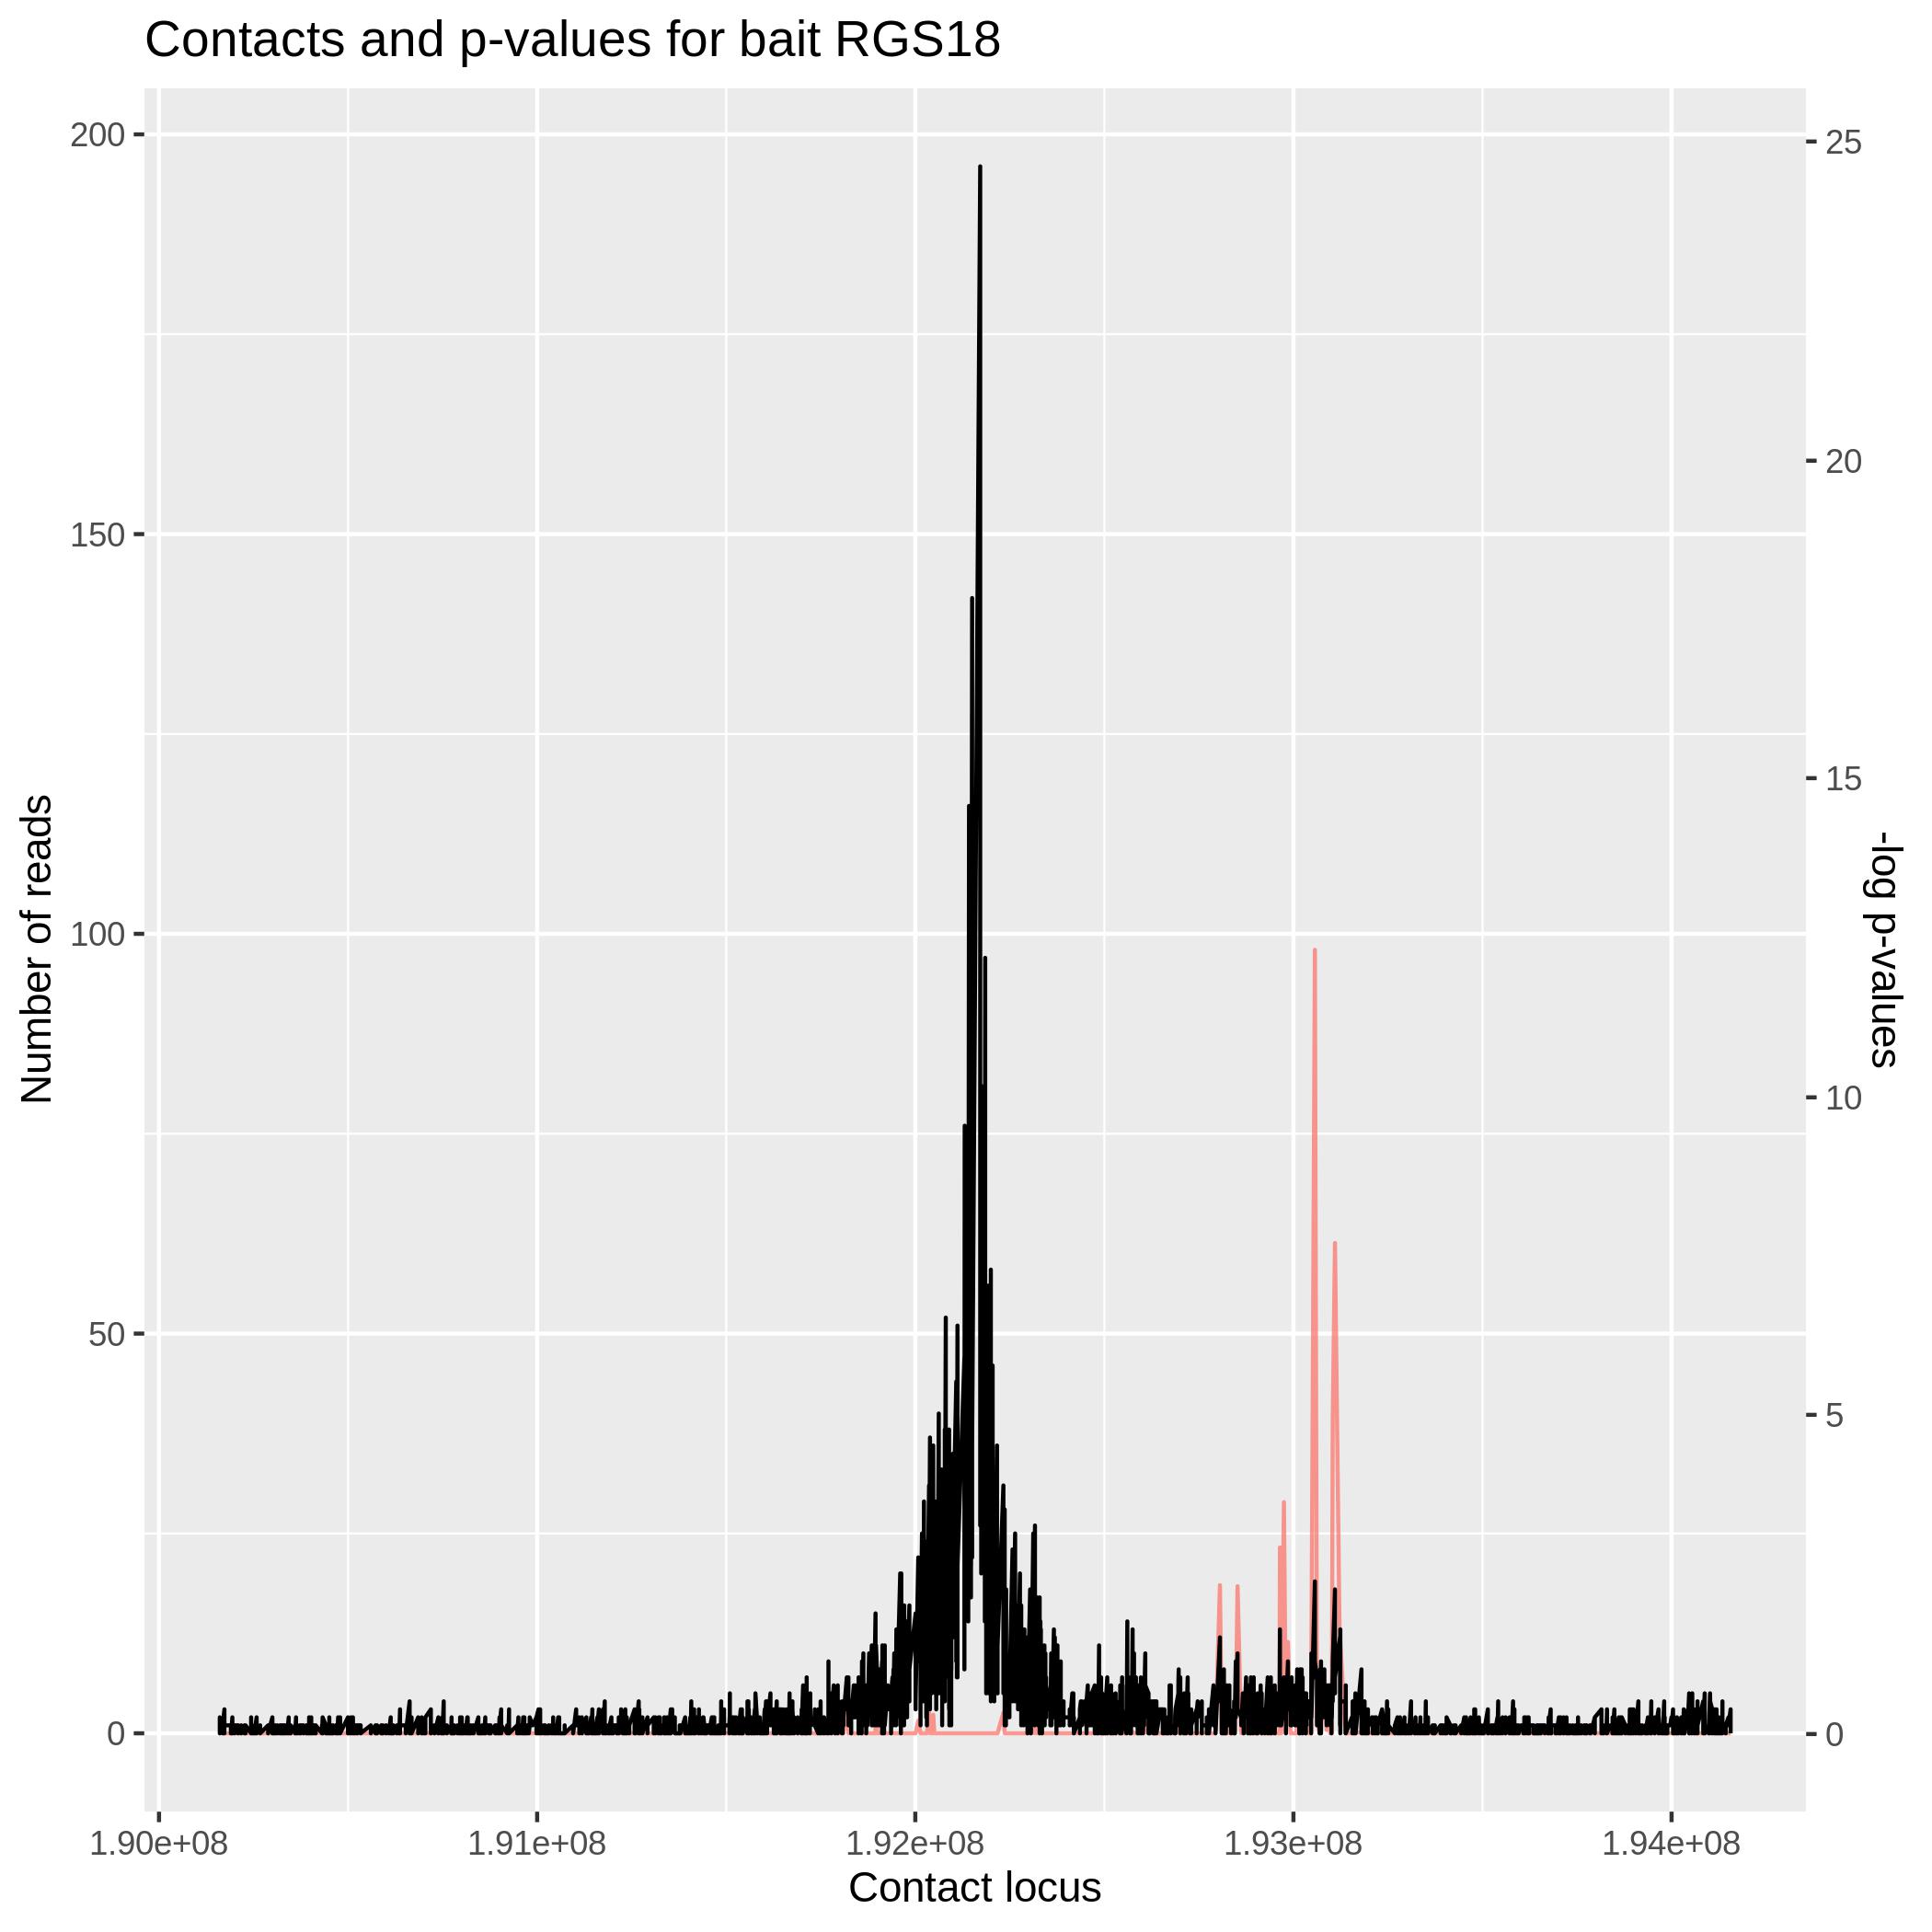 Contacts and p-values for bait RGS18
200
150
100
50
0
Number of reads
25
20
15
10
5
0
-log p-values
1.90e+08
1.91e+08
1.92e+08
1.93e+08
1.94e+08
Contact locus